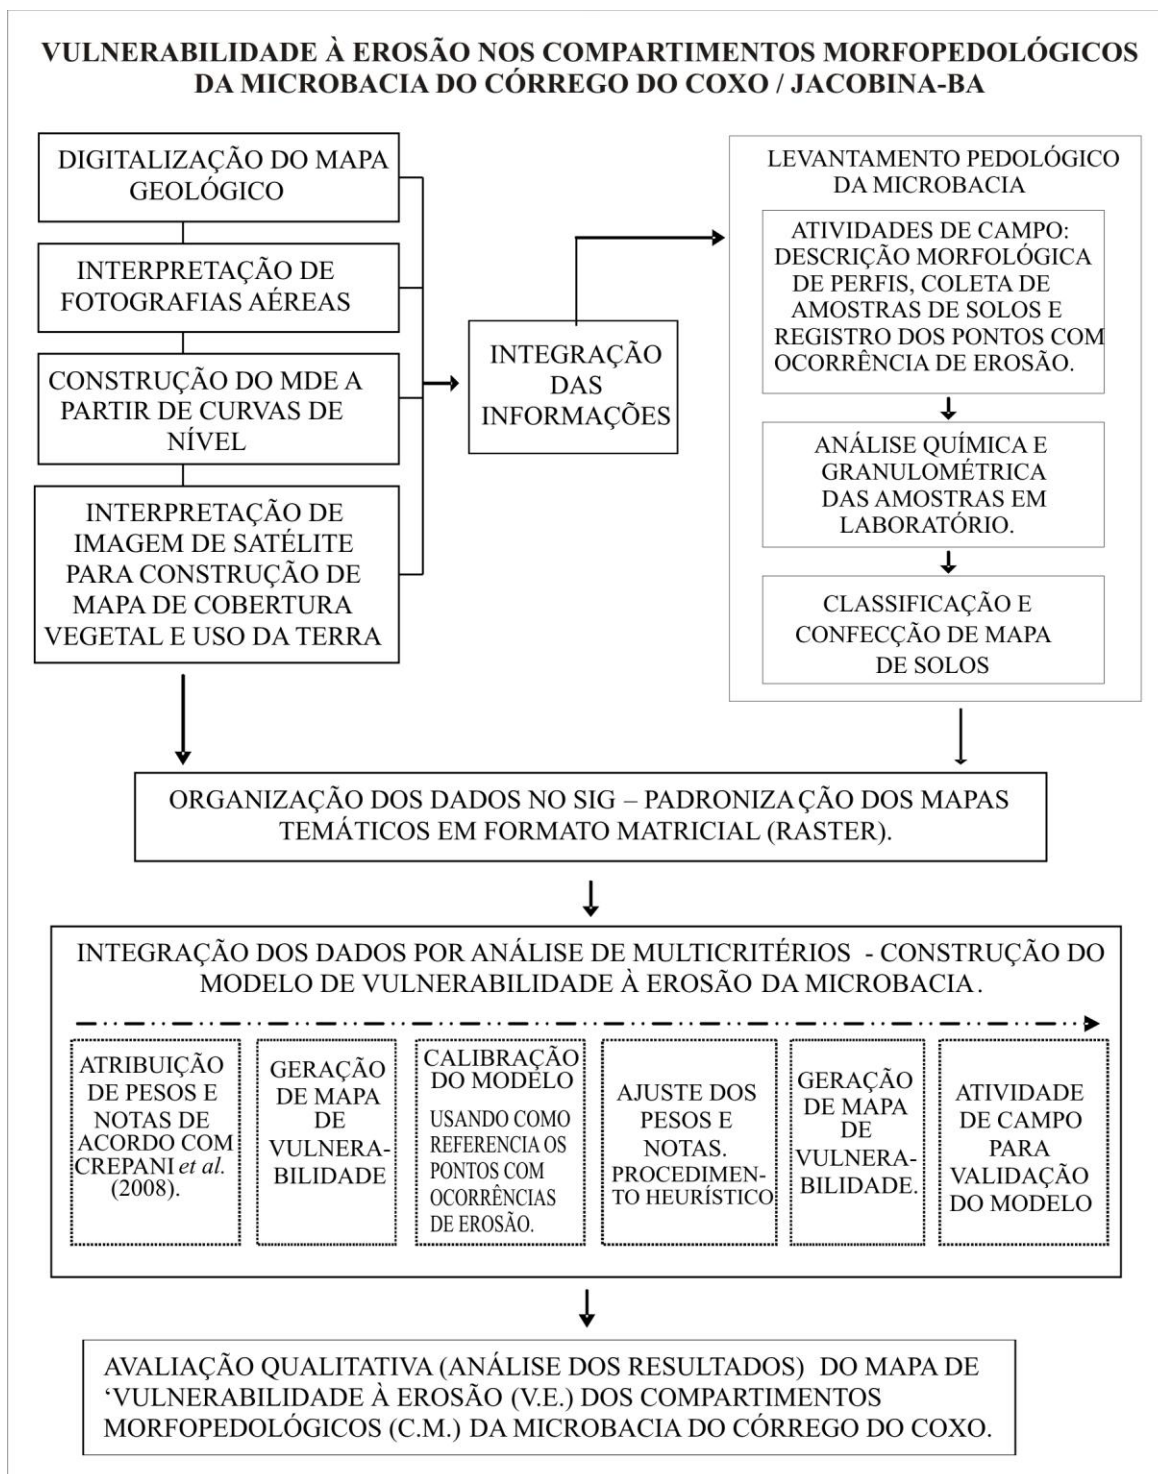 VULNERABILIDADE À EROSÃO NOS COMPARTIMENTOS MORFOPEDOLÓGICOS
DA MICROBACIA DO CÓRREGO DO COXO / JACOBINA-BA
DIGITALIZAÇÃO DO MAPA
GEOLÓGICO
INTERPRETAÇÃO DE
FOTOGRAFIAS AÉREAS
CONSTRUÇÃO DO MDE A
PARTIR DE CURVAS DE
NÍVEL
INTERPRETAÇÃO DE
IMAGEM DE SATÉLITE
PARA CONSTRUÇÃO DE
MAPA DE COBERTURA
VEGETAL E USO DA TERRA
INTEGRAÇÃO
DAS
INFORMAÇÕES
LEVANTAMENTO PEDOLÓGICO
DA MICROBACIA
ATIVIDADES DE CAMPO:
DESCRIÇÃO MORFOLÓGICA
DE PERFIS, COLETA DE
AMOSTRAS DE SOLOS E
REGISTRO DOS PONTOS COM
OCORRÊNCIA DE EROSÃO.
ANÁLISE QUÍMICA E
GRANULOMÉTRICA
DAS AMOSTRAS EM
LABORATÓRIO.
CLASSIFICAÇÃO E
CONFECÇÃO DE MAPA
DE SOLOS
ORGANIZAÇÃO DOS DADOS NO SIG – PADRONIZAÇÃO DOS MAPAS
TEMÁTICOS EM FORMATO MATRICIAL (RASTER).
INTEGRAÇÃO DOS DADOS POR ANÁLISE DE MULTICRITÉRIOS - CONSTRUÇÃO DO
MODELO DE VULNERABILIDADE À EROSÃO DA MICROBACIA.
ATRIBUIÇÃO
DE PESOS E
NOTAS DE
ACORDO COM
CREPANI et al.
(2008).
GERAÇÃO
DE MAPA
DE
VULNERA-
BILIDADE
CALIBRAÇÃO
DO MODELO
USANDO COMO
REFERENCIA OS
PONTOS COM
OCORRÊNCIAS
DE EROSÃO.
AJUSTE DOS
PESOS E
NOTAS.
PROCEDIMEN-
TO HEURÍSTICO
GERAÇÃO
DE MAPA
DE
VULNERA-
BILIDADE.
ATIVIDADE
DE CAMPO
PARA
VALIDAÇÃO
DO MODELO
AVALIAÇÃO QUALITATIVA (ANÁLISE DOS RESULTADOS) DO MAPA DE
‘VULNERABILIDADE À EROSÃO (V.E.) DOS COMPARTIMENTOS
MORFOPEDOLÓGICOS (C.M.) DA MICROBACIA DO CÓRREGO DO COXO.